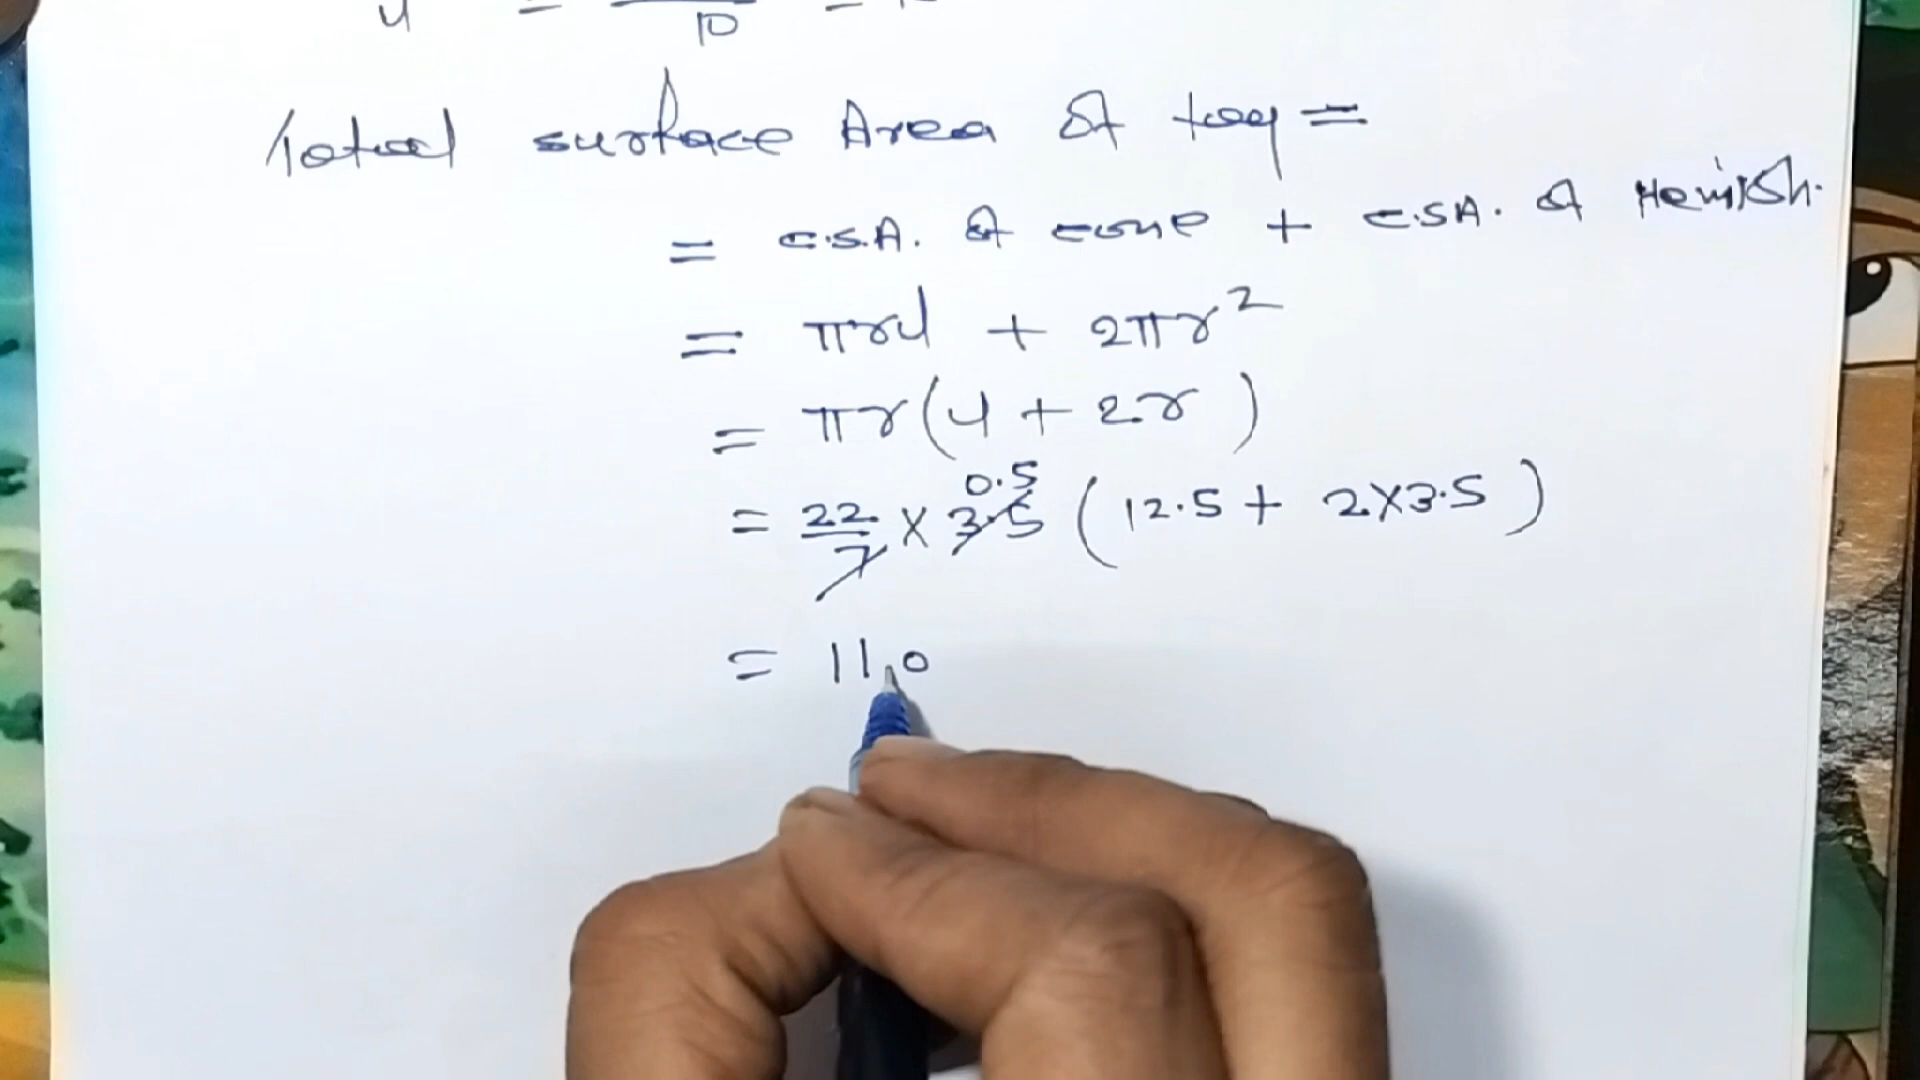 Total surface Area of toy =
= C.S.A. of cone + C.S.A. of Hemisph.
= πrl + 2πr²
= πr(l + 2r)
0.5
= 22/7 × 3.5 (12.5 + 2×3.5)
= 11.0